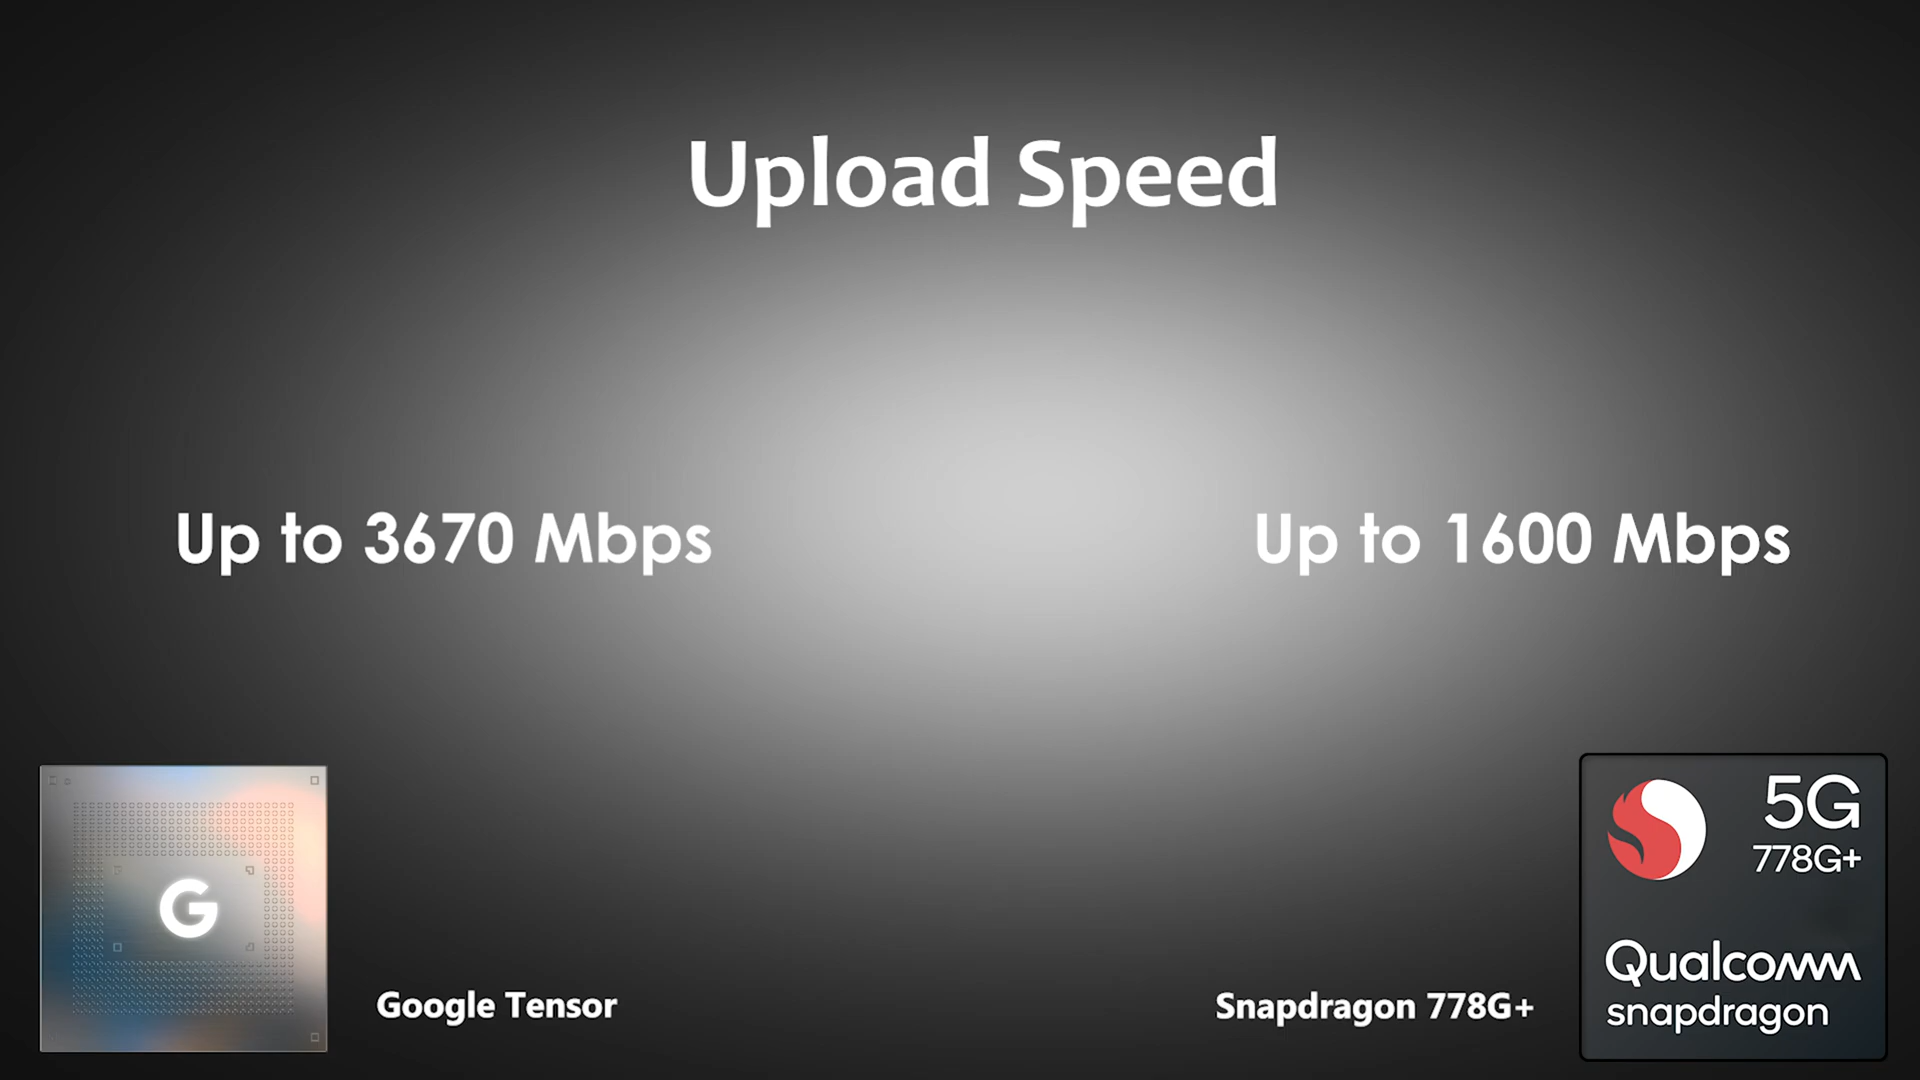 Upload Speed
Up to 3670 Mbps
Up to 1600 Mbps
G
Google Tensor
Snapdragon 778G+
5G
778G+
Qualcomm
snapdragon